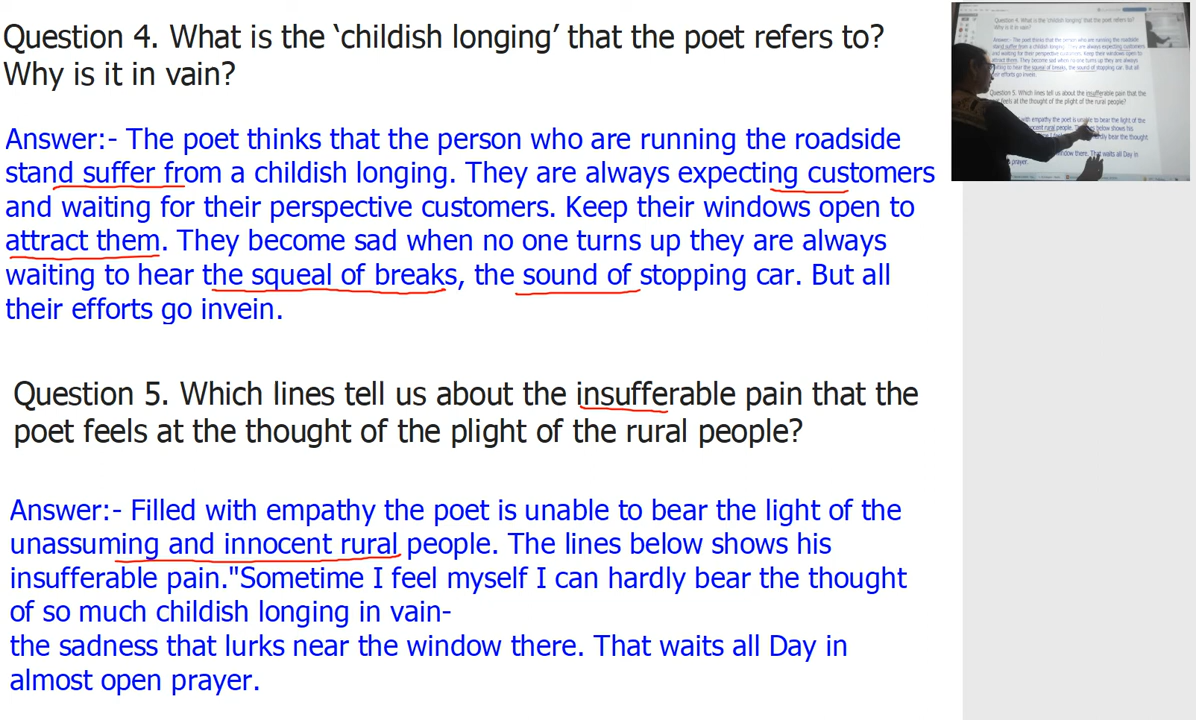 Question 4. What is the ‘childish longing’ that the poet refers to?
Why is it in vain?
Answer:- The poet thinks that the person who are running the roadside
stand suffer from a childish longing. They are always expecting customers
and waiting for their perspective customers. Keep their windows open to
attract them. They become sad when no one turns up they are always
waiting to hear the squeal of breaks, the sound of stopping car. But all
their efforts go invein.
Question 5. Which lines tell us about the insufferable pain that the
poet feels at the thought of the plight of the rural people?
Answer:- Filled with empathy the poet is unable to bear the light of the
unassuming and innocent rural people. The lines below shows his
insufferable pain."Sometime I feel myself I can hardly bear the thought
of so much childish longing in vain-
the sadness that lurks near the window there. That waits all Day in
almost open prayer.